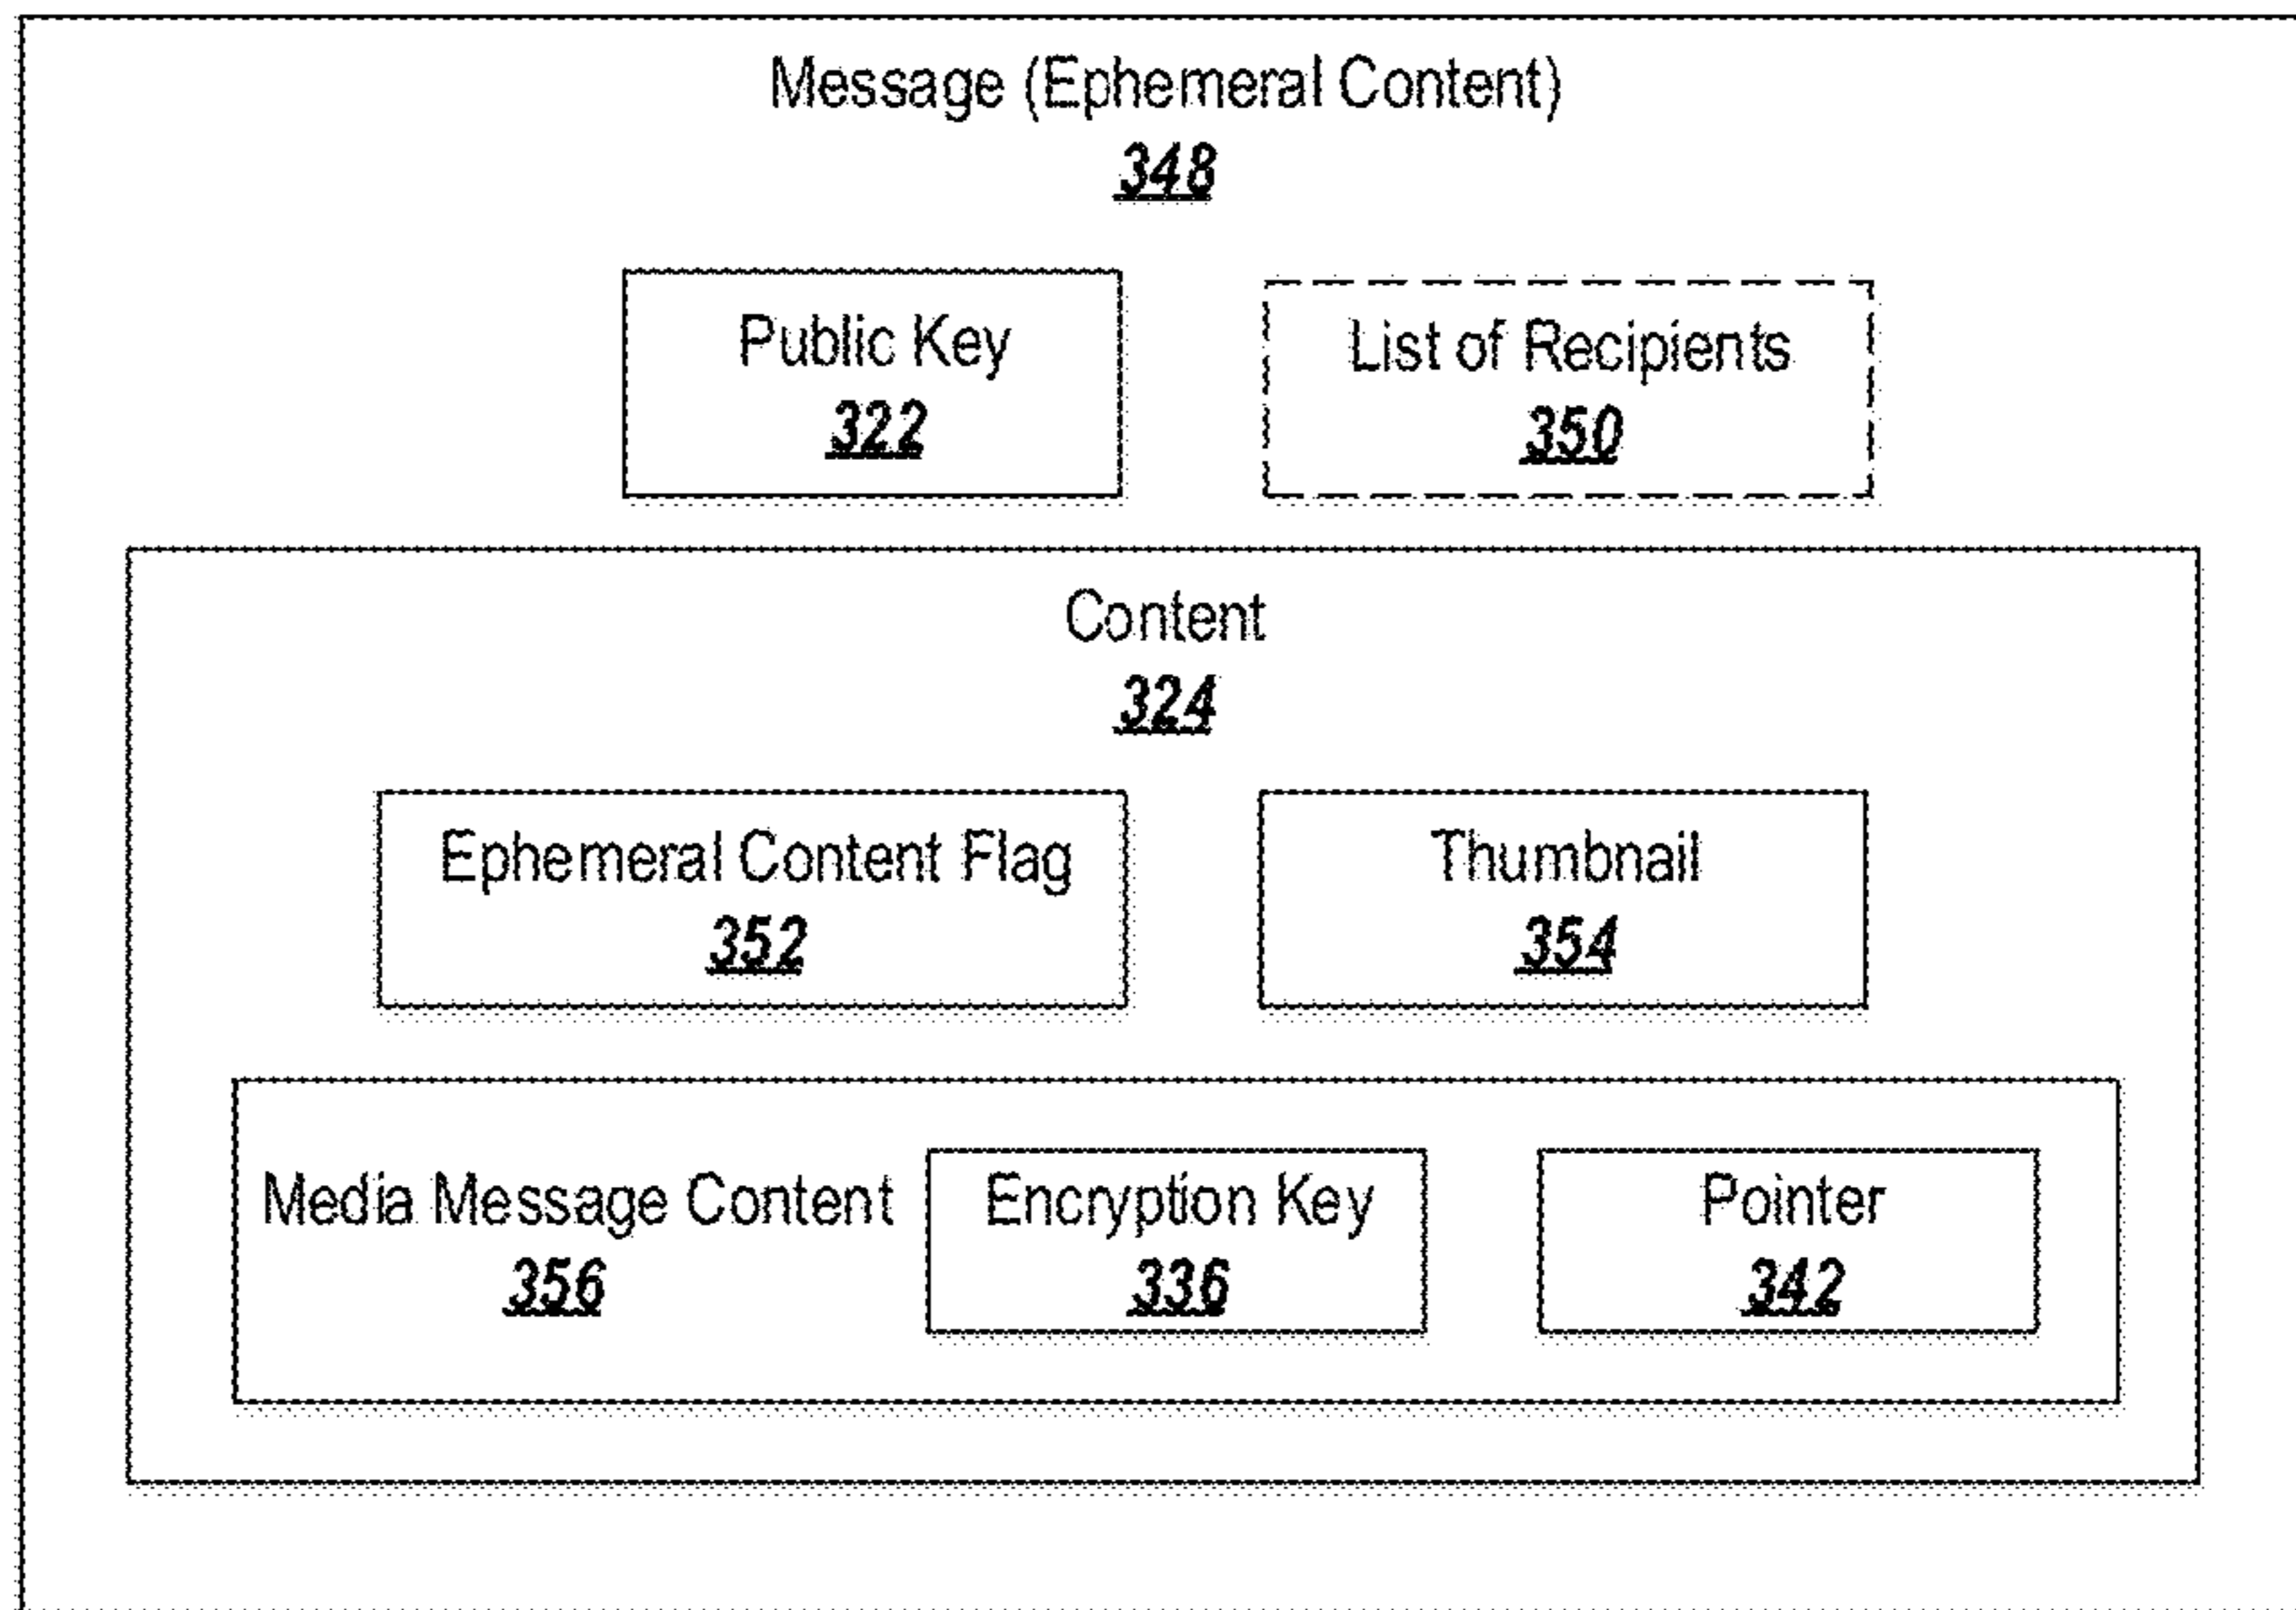 Message (Ephemeral Content)
348
Public Key
322
List of Recipients
350
Content
324
Ephemeral Content Flag
352
Thumbnail
354
Media Message Content
356
Encryption Key
336
Pointer
342